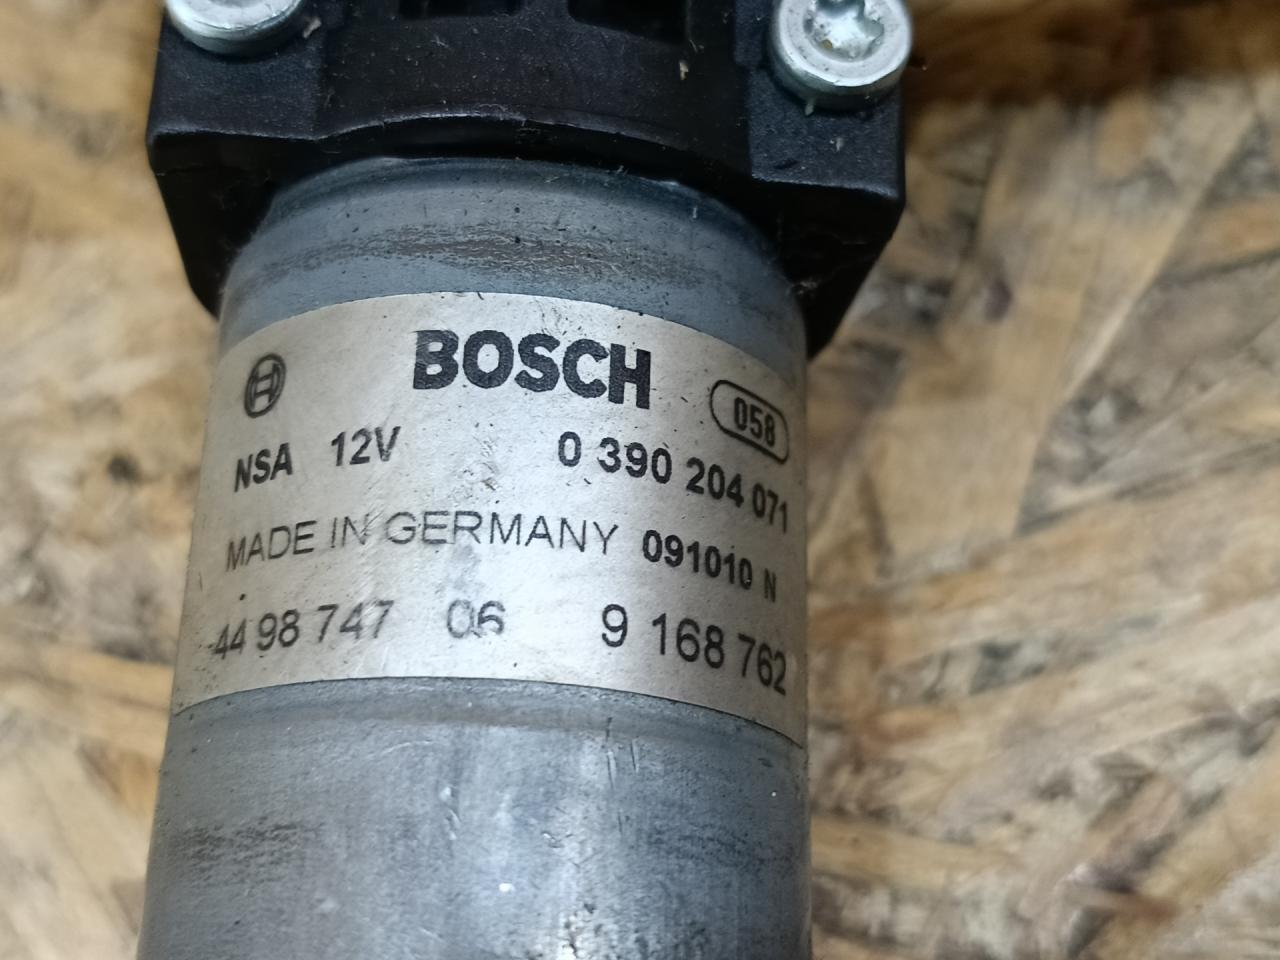 BOSCH
058
NSA 12V 0 390 204 071
MADE IN GERMANY 091010 N
44 98 747 06 9 168 762